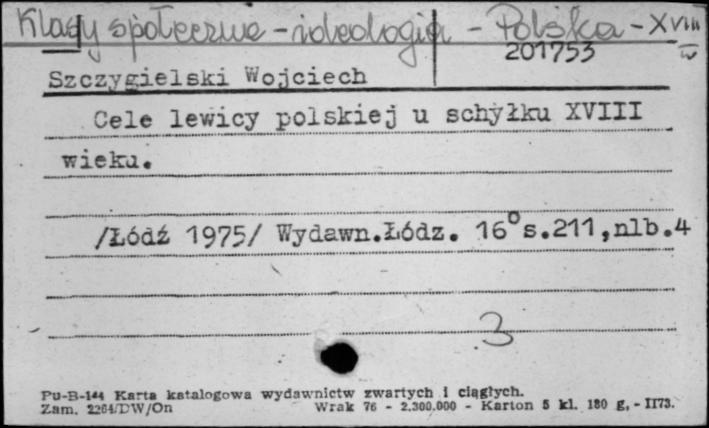 Klasy społeczne - ideologia - Polska - XVIII w
201753
Szczygielski Wojciech
Cele lewicy polskiej u schyłku XVIII
wieku.
/Łódź 1975/ Wydawn.Łódz. 16° s.211,nlb.4
3
Pu-B-144 Karta katalogowa wydawnictw zwartych i ciągłych.
Zam. 2264/DW/On Wrak 76 - 2.300.000 - Karton 5 kl. 180 g. - II73.